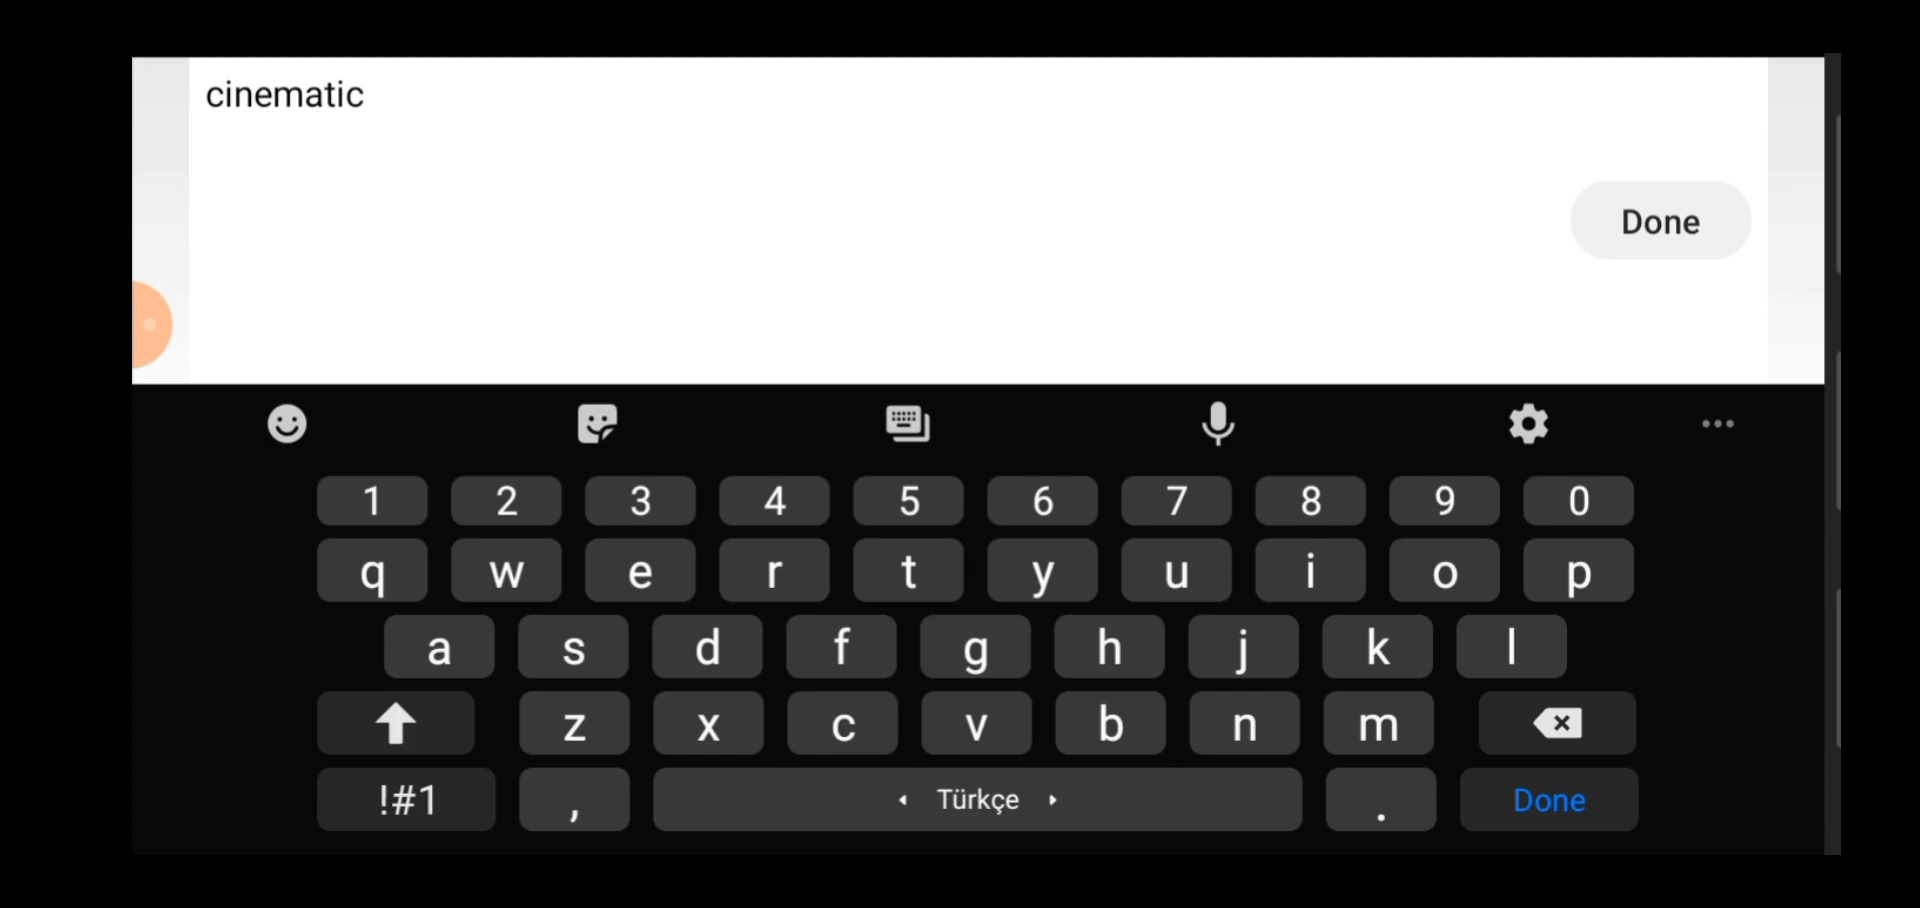 cinematic
Done
1 2 3 4 5 6 7 8 9 0
q w e r t y u i o p
a s d f g h j k l
z x c v b n m
!#1 , Türkçe . Done